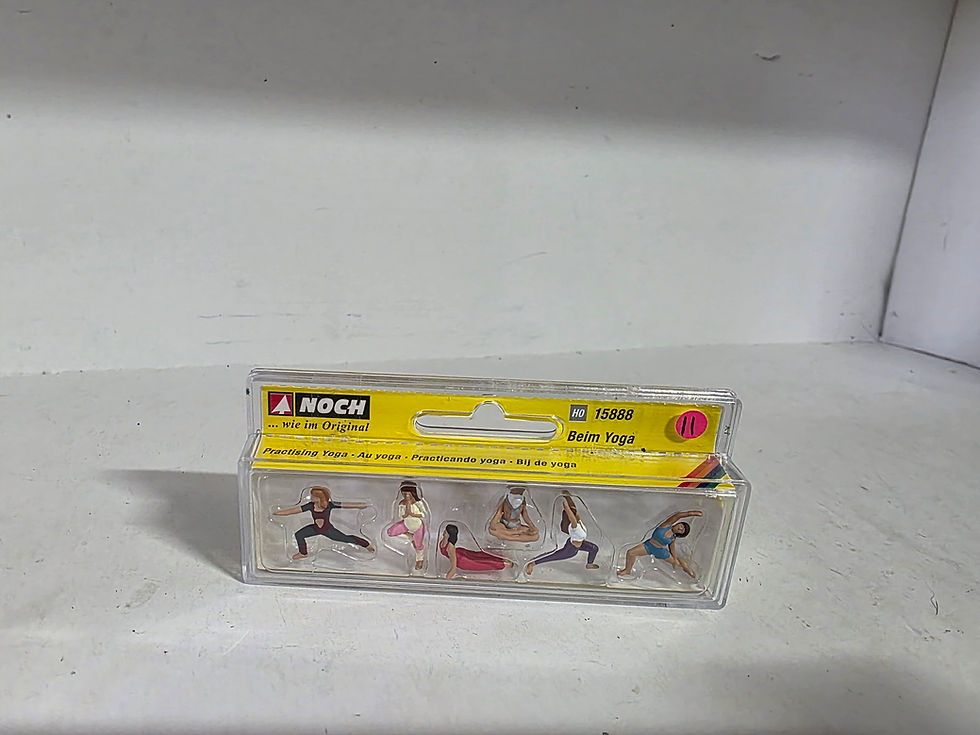 NOCH
... wie im Original
H0 15888
Beim Yoga
11
Practising Yoga - Au yoga - Practicando yoga - Bij de yoga